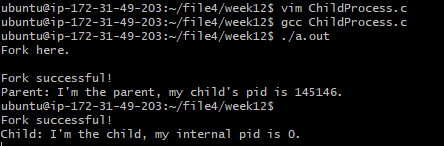 ubuntu@ip-172-31-49-203:~/file4/week12$ vim ChildProcess.c
ubuntu@ip-172-31-49-203:~/file4/week12$ gcc ChildProcess.c
ubuntu@ip-172-31-49-203:~/file4/week12$ ./a.out
Fork here.
Fork successful!
Parent: I'm the parent, my child's pid is 145146.
ubuntu@ip-172-31-49-203:~/file4/week12$
Fork successful!
Child: I'm the child, my internal pid is 0.